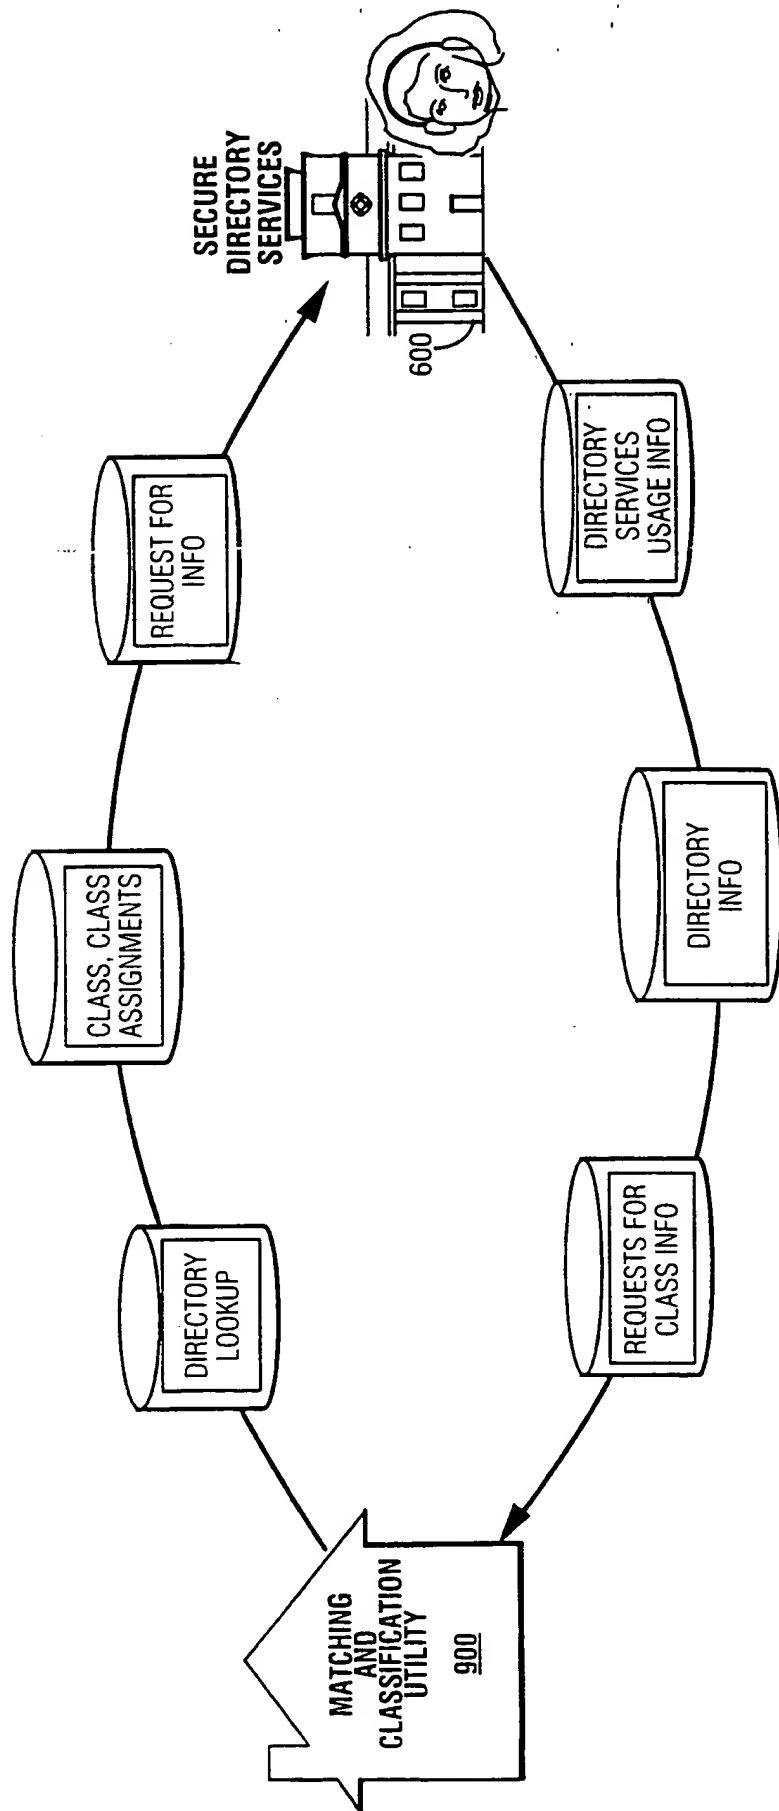 SECURE
DIRECTORY
SERVICES
600
REQUEST FOR
INFO
CLASS, CLASS
ASSIGNMENTS
DIRECTORY
LOOKUP
MATCHING
AND
CLASSIFICATION
UTILITY
900
REQUESTS FOR
CLASS INFO
DIRECTORY
INFO
DIRECTORY
SERVICES
USAGE INFO